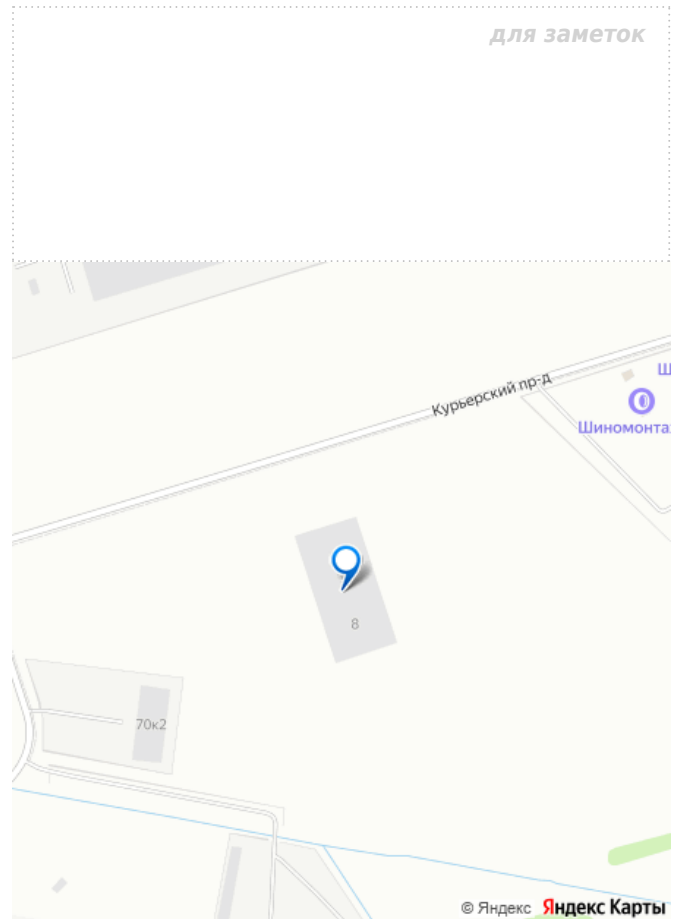 для заметок
Курьерский пр-д
Ш
Шиномонта
8
70к2
© Яндекс Яндекс Карты